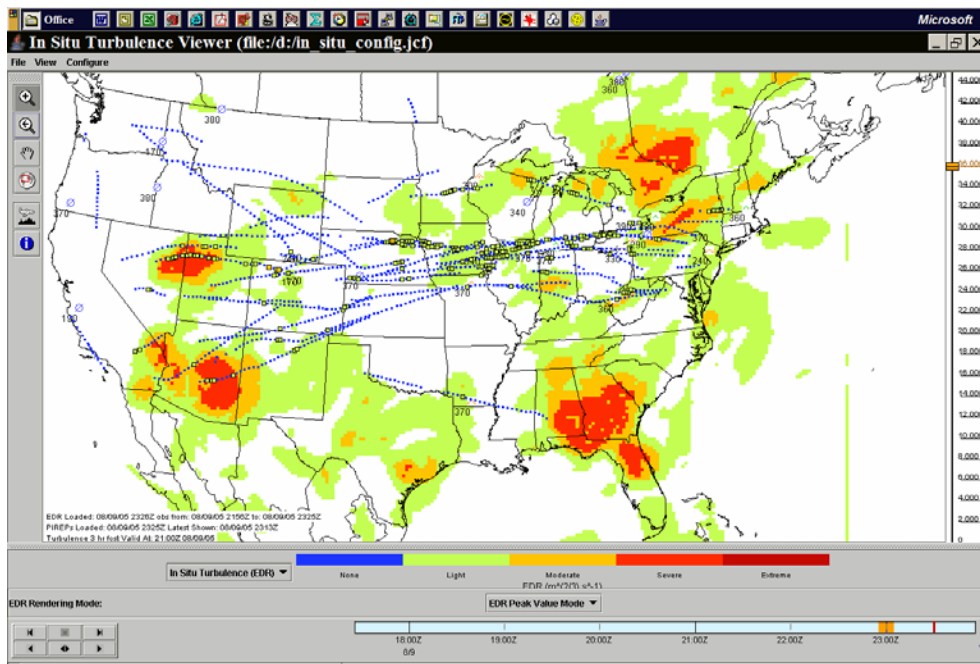 Office
Microsoft
In Situ Turbulence Viewer (file:/d:/in_situ_config.jcf)
File View Configure
44,000
42,000
40,000
38,000
36,000
34,000
32,000
30,000
28,000
26,000
24,000
22,000
20,000
18,000
16,000
14,000
12,000
10,000
8,000
6,000
4,000
2,000
0
380
360
380
170
380
370
340
360
190
370
370
360
370
EDR Loaded: 08/09/05 2326Z obs from: 08/09/05 2156Z to: 08/09/05 2325Z
PIREPs Loaded: 08/09/05 2325Z Latest Shown: 08/09/05 2313Z
Turbulence 3 hr fcst Valid At: 21:00Z 08/09/05
In Situ Turbulence (EDR)
None
Light
Moderate
Severe
Extreme
EDR (m^(2/3) s^-1)
EDR Rendering Mode:
EDR Peak Value Mode
18:00Z
19:00Z
20:00Z
21:00Z
22:00Z
23:00Z
8/9